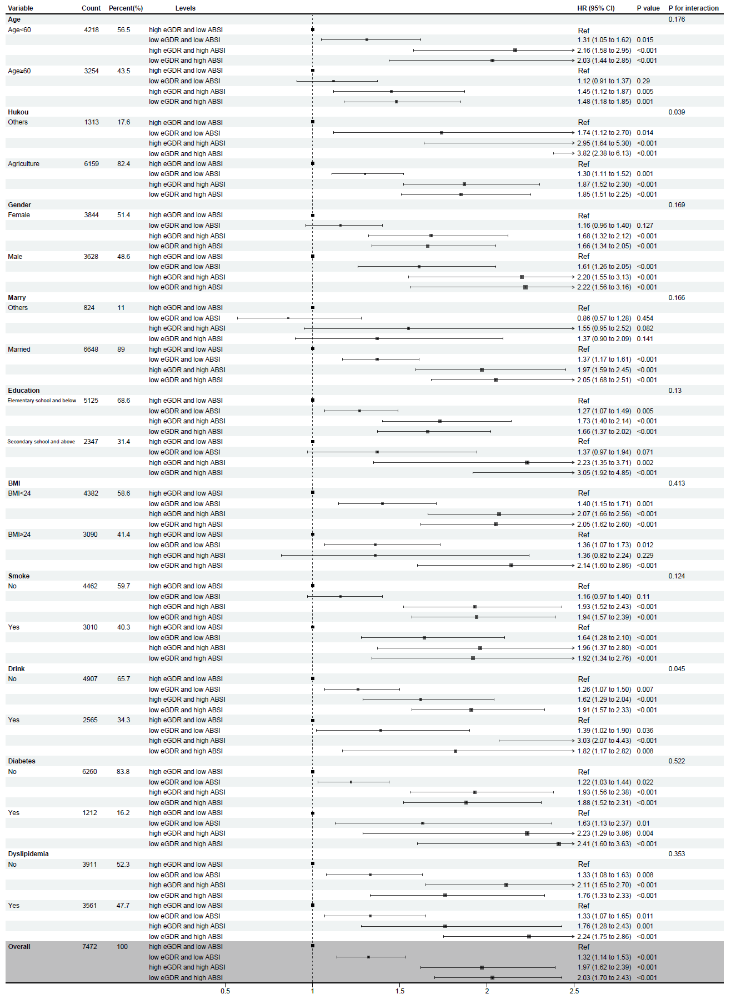 Variable Count Percent(%) Levels HR (95% CI) P value P for interaction
Age 0.176
Age<60 4218 56.5 high eGDR and low ABSI Ref
low eGDR and low ABSI 1.31 (1.05 to 1.62) 0.015
high eGDR and high ABSI 2.16 (1.58 to 2.95) <0.001
low eGDR and high ABSI 2.03 (1.44 to 2.85) <0.001
Age≥60 3254 43.5 high eGDR and low ABSI Ref
low eGDR and low ABSI 1.12 (0.91 to 1.37) 0.29
high eGDR and high ABSI 1.45 (1.12 to 1.87) 0.005
low eGDR and high ABSI 1.48 (1.18 to 1.85) 0.001
Hukou 0.039
Others 1313 17.6 high eGDR and low ABSI Ref
low eGDR and low ABSI 1.74 (1.12 to 2.70) 0.014
high eGDR and high ABSI 2.95 (1.64 to 5.30) <0.001
low eGDR and high ABSI 3.82 (2.38 to 6.13) <0.001
Agriculture 6159 82.4 high eGDR and low ABSI Ref
low eGDR and low ABSI 1.30 (1.11 to 1.52) 0.001
high eGDR and high ABSI 1.87 (1.52 to 2.30) <0.001
low eGDR and high ABSI 1.85 (1.51 to 2.25) <0.001
Gender 0.169
Female 3844 51.4 high eGDR and low ABSI Ref
low eGDR and low ABSI 1.16 (0.96 to 1.40) 0.127
high eGDR and high ABSI 1.68 (1.32 to 2.12) <0.001
low eGDR and high ABSI 1.66 (1.34 to 2.05) <0.001
Male 3628 48.6 high eGDR and low ABSI Ref
low eGDR and low ABSI 1.61 (1.26 to 2.05) <0.001
high eGDR and high ABSI 2.20 (1.55 to 3.13) <0.001
low eGDR and high ABSI 2.22 (1.56 to 3.16) <0.001
Marry 0.166
Others 824 11 high eGDR and low ABSI Ref
low eGDR and low ABSI 0.86 (0.57 to 1.28) 0.454
high eGDR and high ABSI 1.55 (0.95 to 2.52) 0.082
low eGDR and high ABSI 1.37 (0.90 to 2.09) 0.141
Married 6648 89 high eGDR and low ABSI Ref
low eGDR and low ABSI 1.37 (1.17 to 1.61) <0.001
high eGDR and high ABSI 1.97 (1.59 to 2.45) <0.001
low eGDR and high ABSI 2.05 (1.68 to 2.51) <0.001
Education 0.13
Elementary school and below 5125 68.6 high eGDR and low ABSI Ref
low eGDR and low ABSI 1.27 (1.07 to 1.49) 0.005
high eGDR and high ABSI 1.73 (1.40 to 2.14) <0.001
low eGDR and high ABSI 1.66 (1.37 to 2.02) <0.001
Secondary school and above 2347 31.4 high eGDR and low ABSI Ref
low eGDR and low ABSI 1.37 (0.97 to 1.94) 0.071
high eGDR and high ABSI 2.23 (1.35 to 3.71) 0.002
low eGDR and high ABSI 3.05 (1.92 to 4.85) <0.001
BMI 0.413
BMI<24 4382 58.6 high eGDR and low ABSI Ref
low eGDR and low ABSI 1.40 (1.15 to 1.71) 0.001
high eGDR and high ABSI 2.07 (1.66 to 2.56) <0.001
low eGDR and high ABSI 2.05 (1.62 to 2.60) <0.001
BMI≥24 3090 41.4 high eGDR and low ABSI Ref
low eGDR and low ABSI 1.36 (1.07 to 1.73) 0.012
high eGDR and high ABSI 1.36 (0.82 to 2.24) 0.229
low eGDR and high ABSI 2.14 (1.60 to 2.86) <0.001
Smoke 0.124
No 4462 59.7 high eGDR and low ABSI Ref
low eGDR and low ABSI 1.16 (0.97 to 1.40) 0.11
high eGDR and high ABSI 1.93 (1.52 to 2.43) <0.001
low eGDR and high ABSI 1.94 (1.57 to 2.39) <0.001
Yes 3010 40.3 high eGDR and low ABSI Ref
low eGDR and low ABSI 1.64 (1.28 to 2.10) <0.001
high eGDR and high ABSI 1.96 (1.37 to 2.80) <0.001
low eGDR and high ABSI 1.92 (1.34 to 2.76) <0.001
Drink 0.045
No 4907 65.7 high eGDR and low ABSI Ref
low eGDR and low ABSI 1.26 (1.07 to 1.50) 0.007
high eGDR and high ABSI 1.62 (1.29 to 2.04) <0.001
low eGDR and high ABSI 1.91 (1.57 to 2.33) <0.001
Yes 2565 34.3 high eGDR and low ABSI Ref
low eGDR and low ABSI 1.39 (1.02 to 1.90) 0.036
high eGDR and high ABSI 3.03 (2.07 to 4.43) <0.001
low eGDR and high ABSI 1.82 (1.17 to 2.82) 0.008
Diabetes 0.522
No 6260 83.8 high eGDR and low ABSI Ref
low eGDR and low ABSI 1.22 (1.03 to 1.44) 0.022
high eGDR and high ABSI 1.93 (1.56 to 2.38) <0.001
low eGDR and high ABSI 1.88 (1.52 to 2.31) <0.001
Yes 1212 16.2 high eGDR and low ABSI Ref
low eGDR and low ABSI 1.63 (1.13 to 2.37) 0.01
high eGDR and high ABSI 2.23 (1.29 to 3.86) 0.004
low eGDR and high ABSI 2.41 (1.60 to 3.63) <0.001
Dyslipidemia 0.353
No 3911 52.3 high eGDR and low ABSI Ref
low eGDR and low ABSI 1.33 (1.08 to 1.63) 0.008
high eGDR and high ABSI 2.11 (1.65 to 2.70) <0.001
low eGDR and high ABSI 1.76 (1.33 to 2.33) <0.001
Yes 3561 47.7 high eGDR and low ABSI Ref
low eGDR and low ABSI 1.33 (1.07 to 1.65) 0.011
high eGDR and high ABSI 1.76 (1.28 to 2.43) 0.001
low eGDR and high ABSI 2.24 (1.75 to 2.86) <0.001
Overall 7472 100 high eGDR and low ABSI Ref
low eGDR and low ABSI 1.32 (1.14 to 1.53) <0.001
high eGDR and high ABSI 1.97 (1.62 to 2.39) <0.001
low eGDR and high ABSI 2.03 (1.70 to 2.43) <0.001
0.5 1 1.5 2 2.5